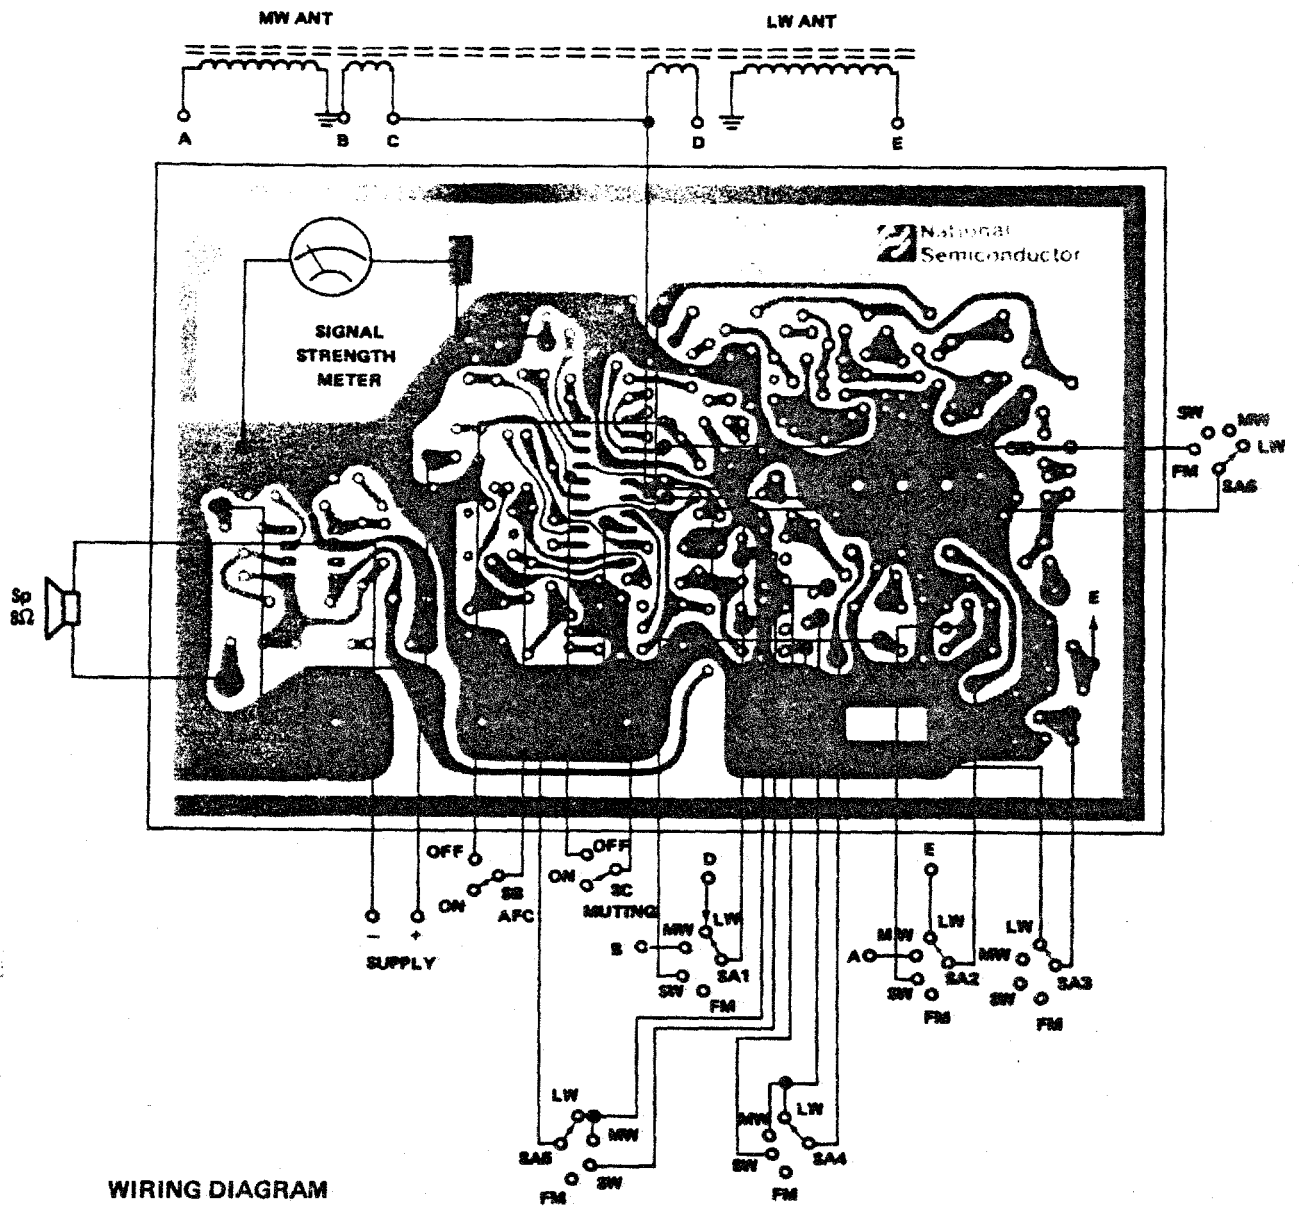 MW ANT
LW ANT
A
B
C
D
E
National
Semiconductor
SIGNAL
STRENGTH
METER
SW
MW
LW
FM
SA6
Sp
8Ω
E
OFF
ON
SB
AFC
OFF
ON
SC
MUTING
D
LW
MW
B
SA1
SW
FM
E
LW
MW
A
SA2
SW
FM
LW
MW
SA3
SW
FM
−
+
SUPPLY
LW
MW
SA5
SW
FM
LW
MW
SA4
SW
FM
WIRING DIAGRAM